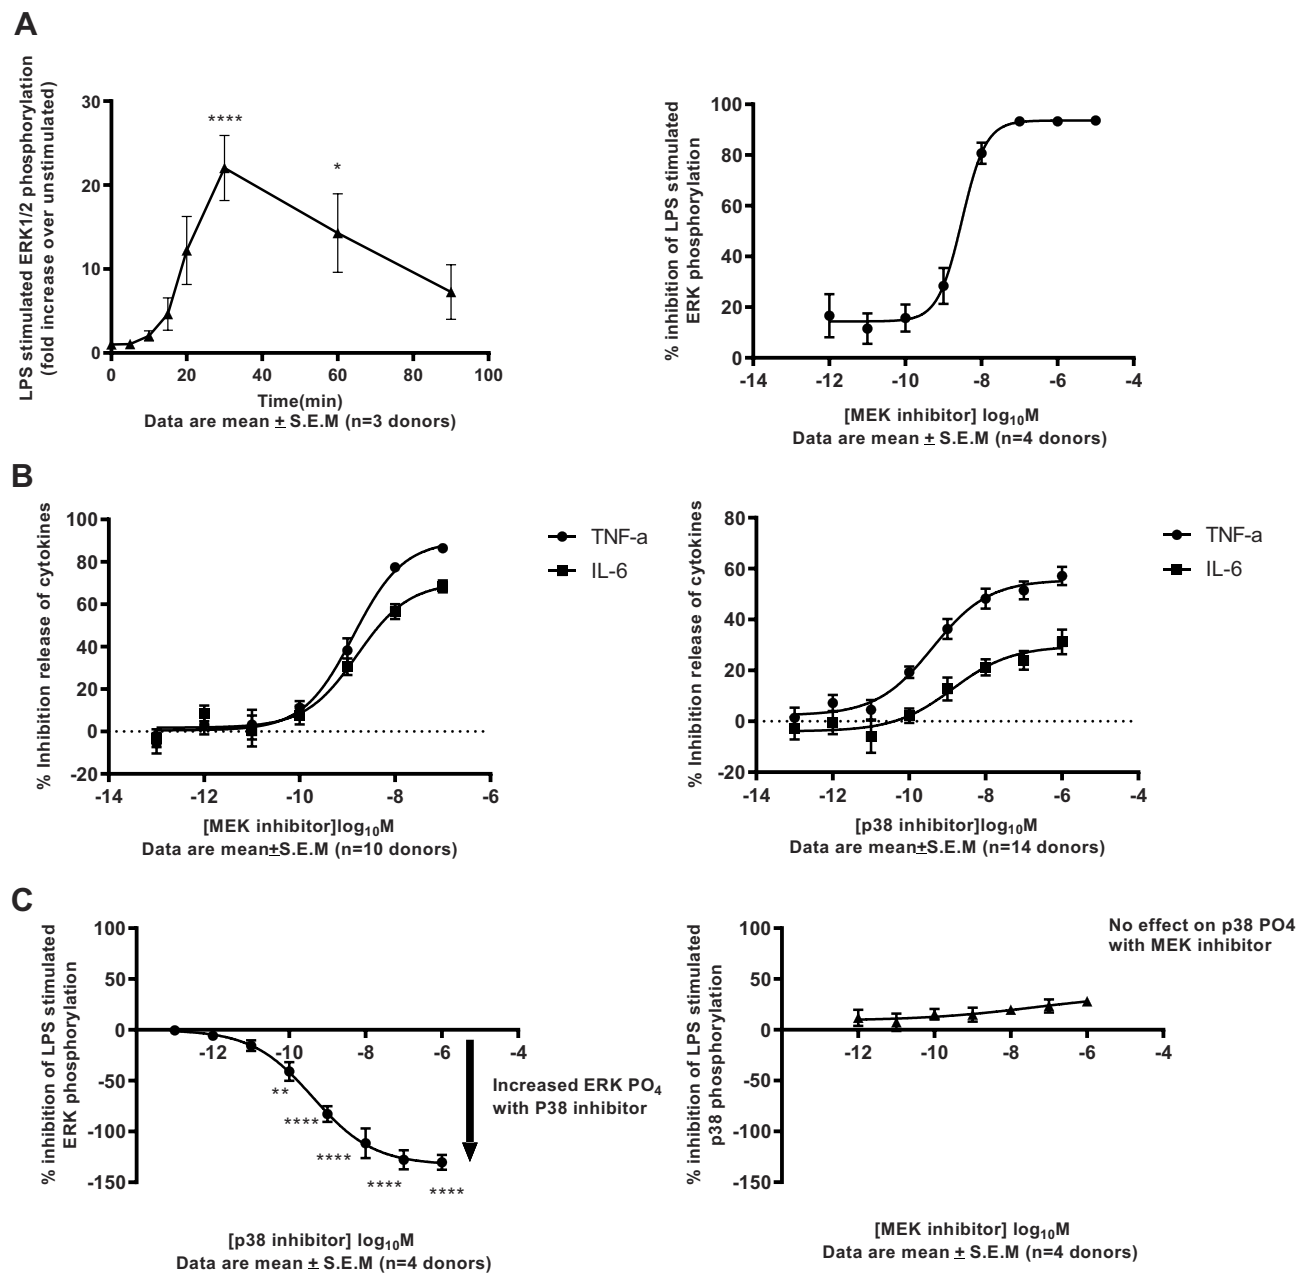 A
LPS stimulated ERK1/2 phosphorylation
(fold increase over unstimulated)
30
20
10
0
****
*
0 20 40 60 80 100
Time(min)
Data are mean ± S.E.M (n=3 donors)
% inhibition of LPS stimulated
ERK phosphorylation
100
80
60
40
20
0
-14 -12 -10 -8 -6 -4
[MEK inhibitor] log10M
Data are mean ± S.E.M (n=4 donors)
B
% Inhibition release of cytokines
100
80
60
40
20
0
-20
-14 -12 -10 -8 -6
[MEK inhibitor]log10M
Data are mean±S.E.M (n=10 donors)
TNF-a
IL-6
% Inhibition release of cytokines
80
60
40
20
0
-20
-14 -12 -10 -8 -6 -4
[p38 inhibitor]log10M
Data are mean±S.E.M (n=14 donors)
TNF-a
IL-6
C
% inhibition of LPS stimulated
ERK phosphorylation
100
50
0
-50
-100
-150
-12 -10 -8 -6 -4
**
****
****
****
****
Increased ERK PO4
with P38 inhibitor
[p38 inhibitor] log10M
Data are mean ± S.E.M (n=4 donors)
% inhibition of LPS stimulated
p38 phosphorylation
100
50
0
-50
-100
-150
-12 -10 -8 -6 -4
No effect on p38 PO4
with MEK inhibitor
[MEK inhibitor] log10M
Data are mean ± S.E.M (n=4 donors)